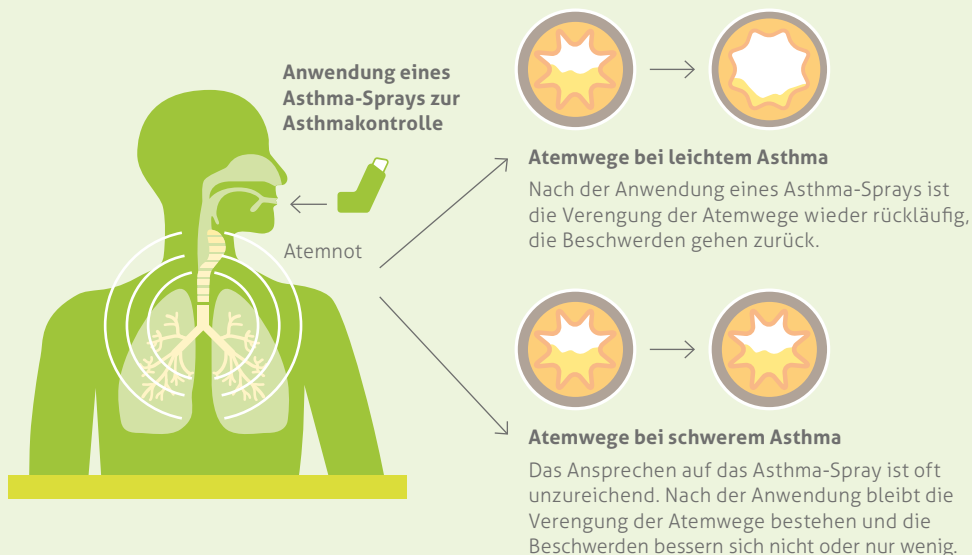 Anwendung eines
Asthma-Sprays zur
Asthmakontrolle
Atemnot
Atemwege bei leichtem Asthma
Nach der Anwendung eines Asthma-Sprays ist
die Verengung der Atemwege wieder rückläufig,
die Beschwerden gehen zurück.
Atemwege bei schwerem Asthma
Das Ansprechen auf das Asthma-Spray ist oft
unzureichend. Nach der Anwendung bleibt die
Verengung der Atemwege bestehen und die
Beschwerden bessern sich nicht oder nur wenig.